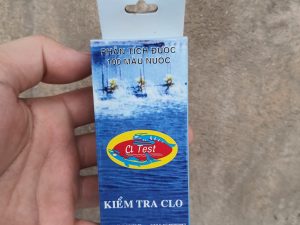 PHÂN TÍCH ĐƯỢC
100 MẪU NƯỚC
Cl Test
KIỂM TRA CLO